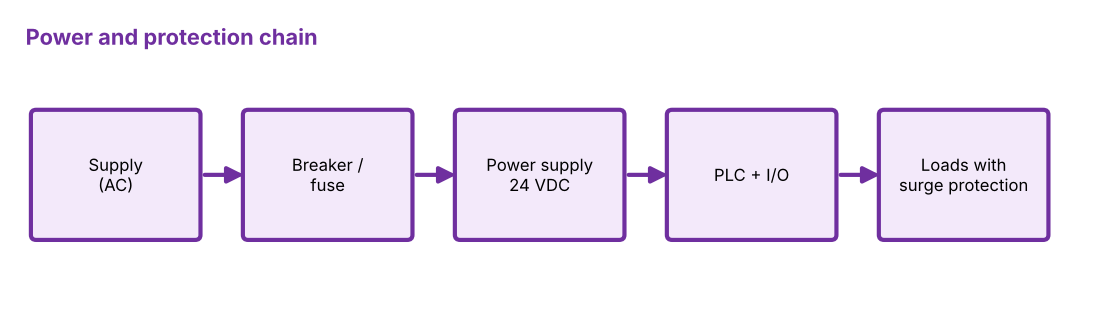 Power and protection chain
Supply
(AC)
Breaker /
fuse
Power supply
24 VDC
PLC + I/O
Loads with
surge protection